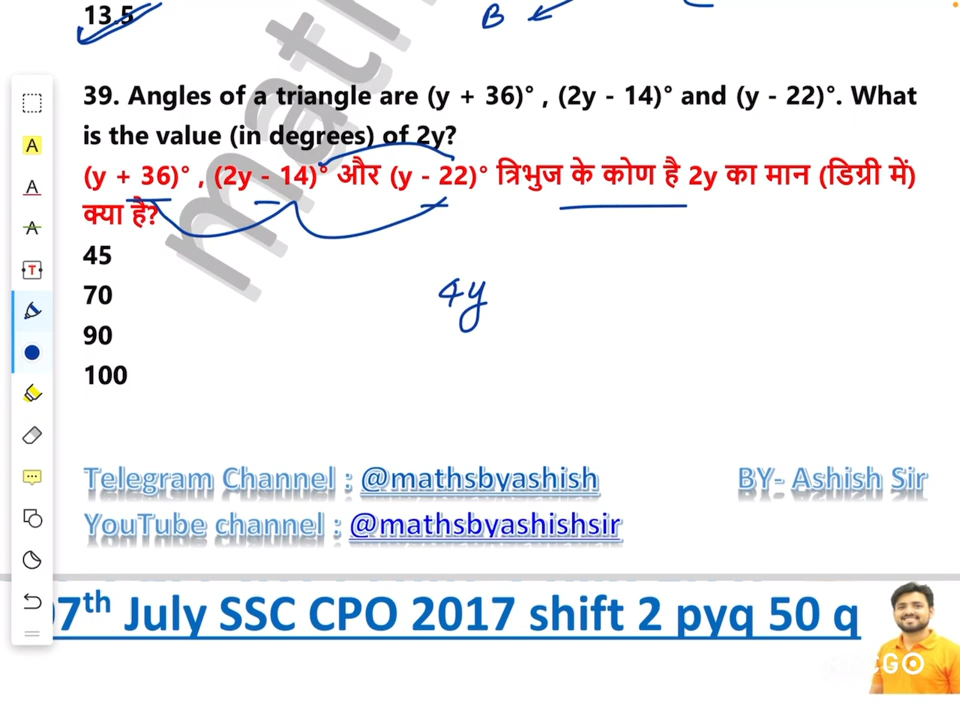 13.5
B
39. Angles of a triangle are (y + 36)° , (2y - 14)° and (y - 22)°. What
is the value (in degrees) of 2y?
(y + 36)° , (2y - 14)° और (y - 22)° त्रिभुज के कोण है 2y का मान (डिग्री में)
क्या है?
45
4y
70
90
100
Telegram Channel : @mathsbyashish BY- Ashish Sir
YouTube channel : @mathsbyashishsir
07th July SSC CPO 2017 shift 2 pyq 50 q